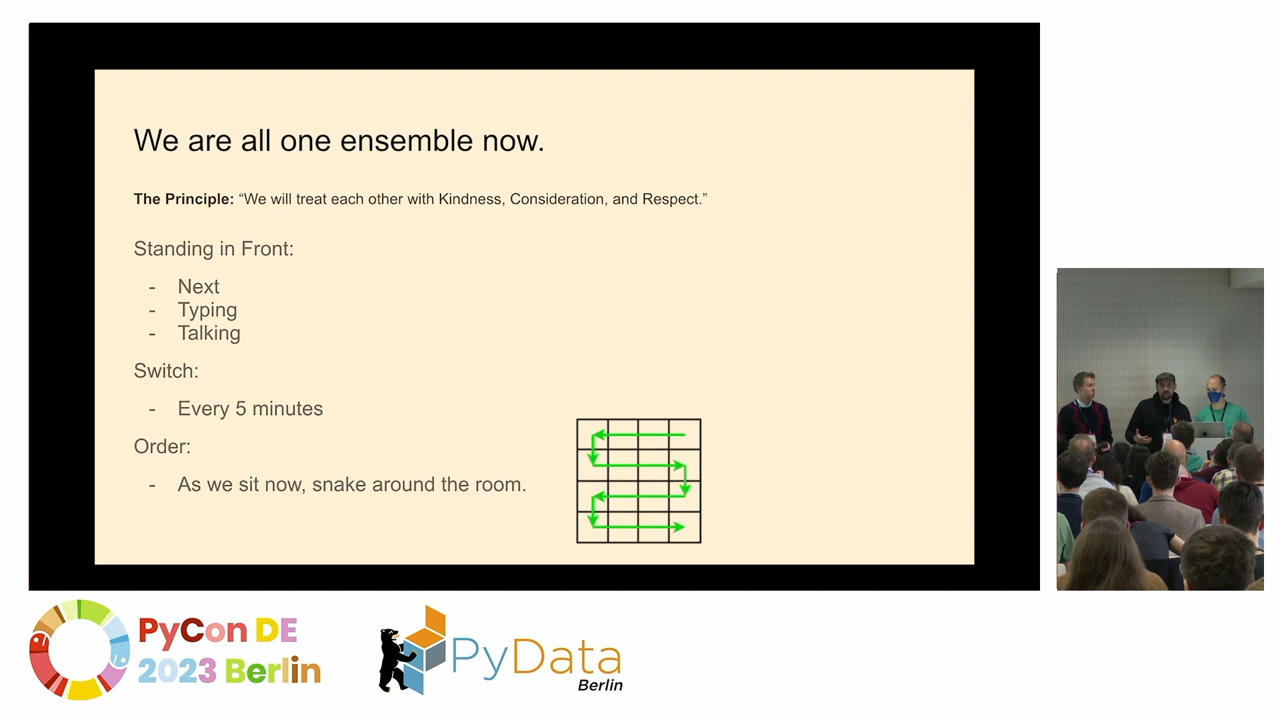 We are all one ensemble now.
The Principle: “We will treat each other with Kindness, Consideration, and Respect.”
Standing in Front:
- Next
- Typing
- Talking
Switch:
- Every 5 minutes
Order:
- As we sit now, snake around the room.
PyCon DE
2023 Berlin
PyData
Berlin